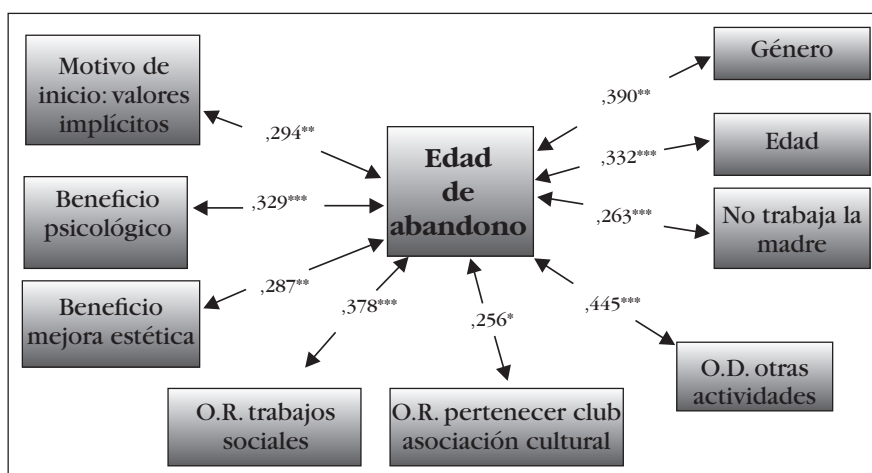 Motivo de
inicio: valores
implícitos
,294**
Beneficio
psicológico
,329***
Beneficio
mejora estética
,287**
Edad
de
abandono
Género
,390**
Edad
,332***
No trabaja la
madre
,263***
,378***
O.R. trabajos
sociales
,256*
O.R. pertenecer club
asociación cultural
,445***
O.D. otras
actividades